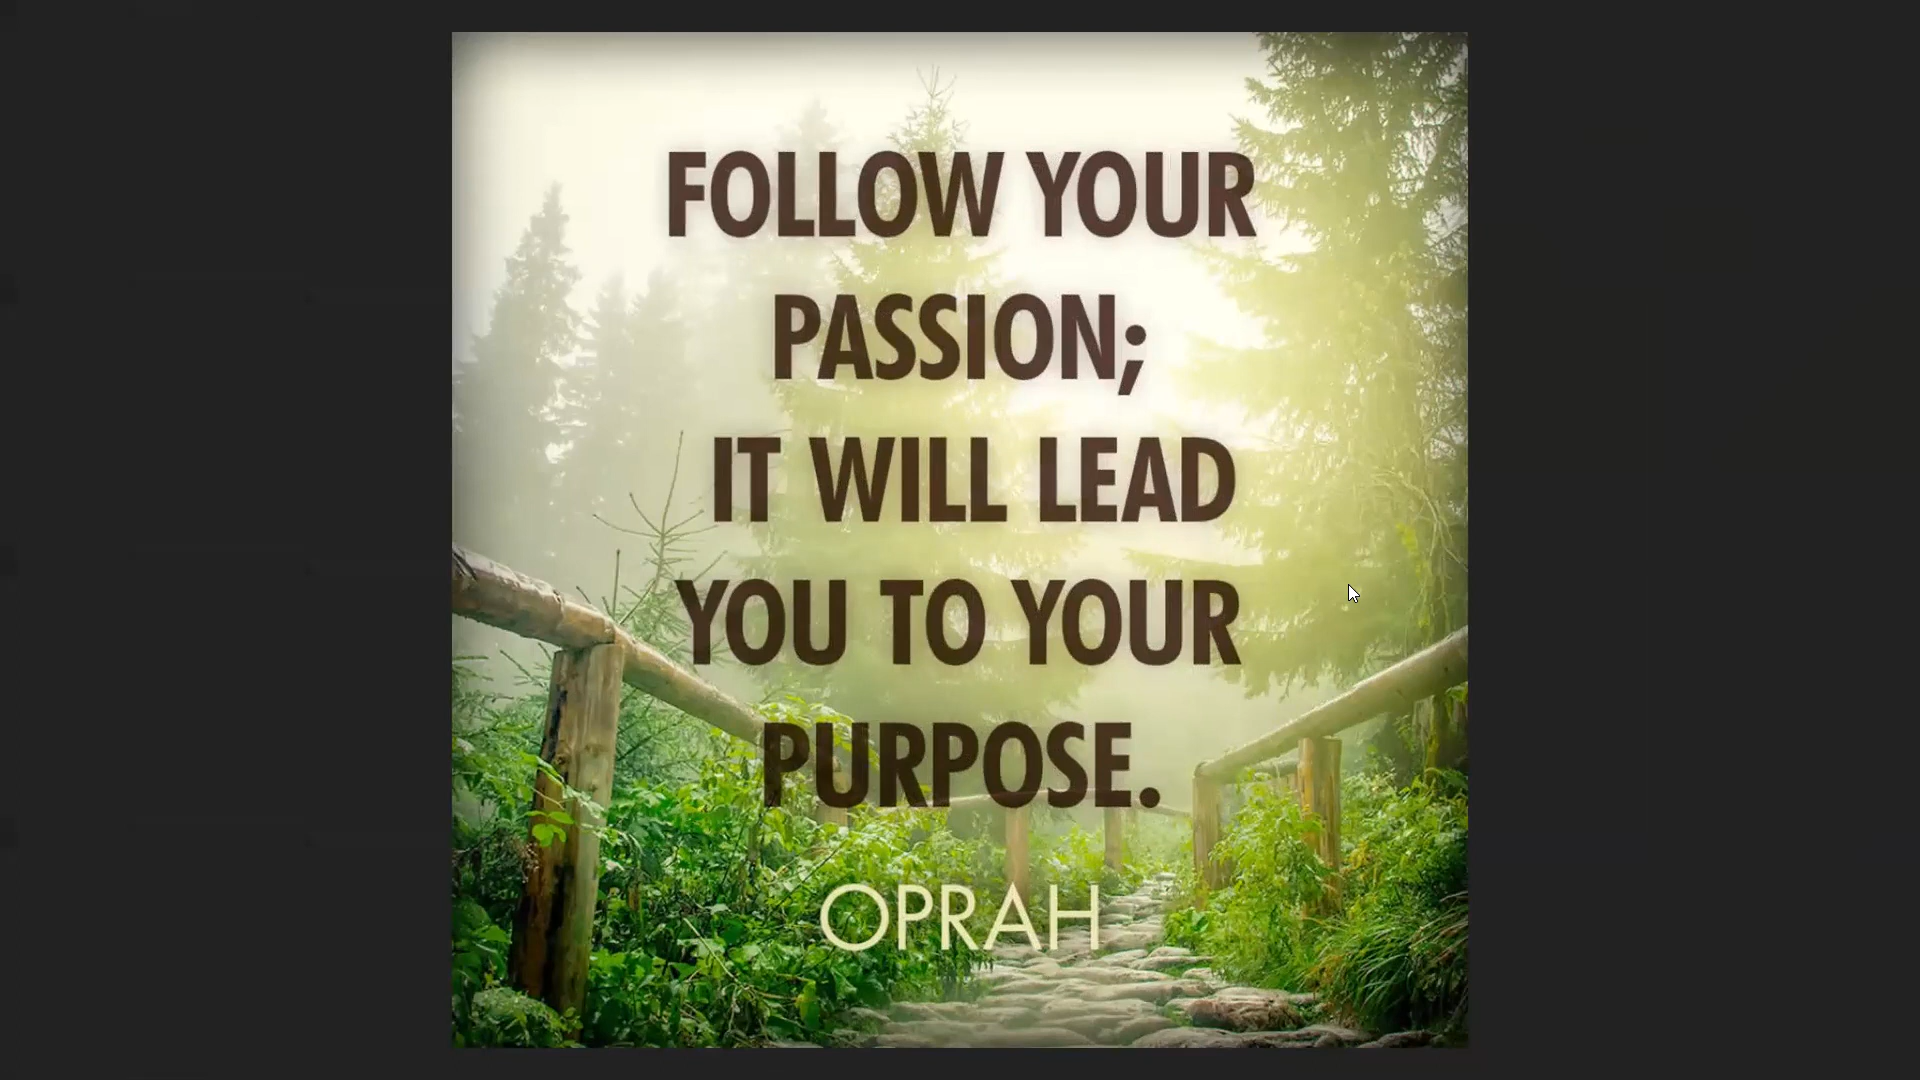 FOLLOW YOUR
PASSION;
IT WILL LEAD
YOU TO YOUR
PURPOSE.
OPRAH